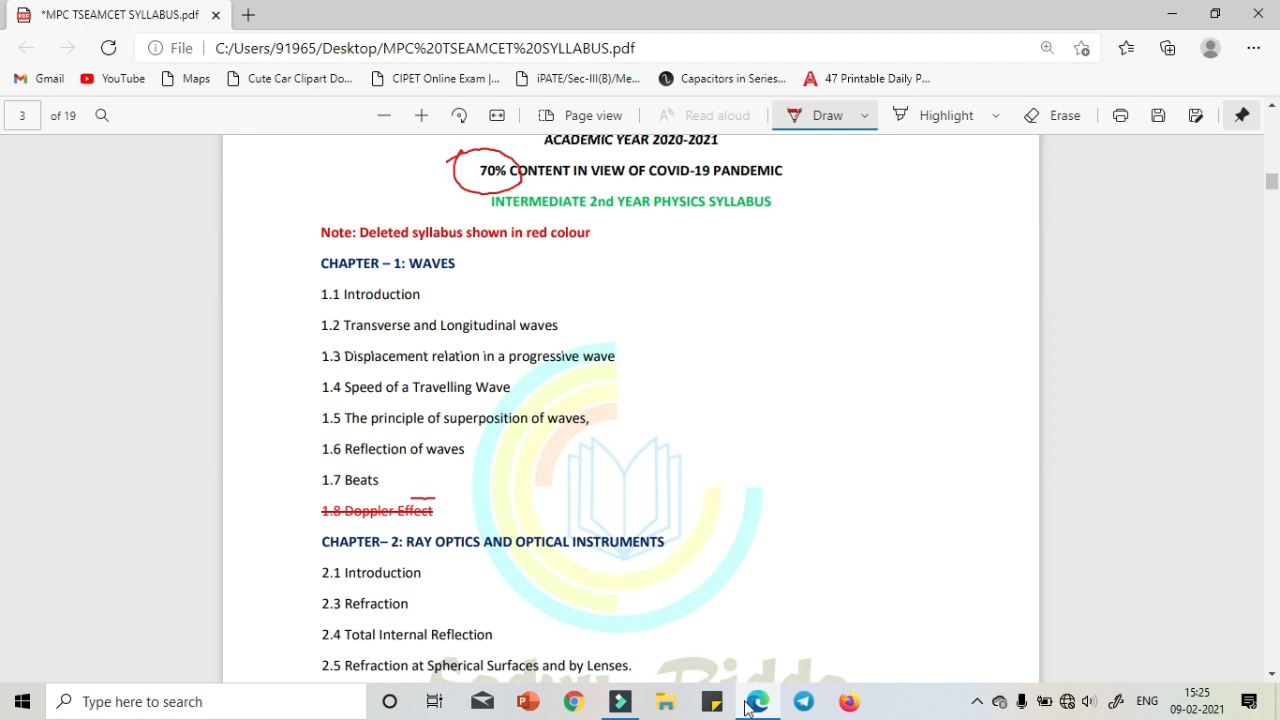 *MPC TSEAMCET SYLLABUS.pdf
File C:/Users/91965/Desktop/MPC%20TSEAMCET%20SYLLABUS.pdf
Gmail YouTube Maps Cute Car Clipart Do... CIPET Online Exam |... iPATE/Sec-III(B)/Me... Capacitors in Series... 47 Printable Daily P...
3 of 19 Page view Read aloud Draw Highlight Erase
ACADEMIC YEAR 2020-2021
70% CONTENT IN VIEW OF COVID-19 PANDEMIC
INTERMEDIATE 2nd YEAR PHYSICS SYLLABUS
Note: Deleted syllabus shown in red colour
CHAPTER – 1: WAVES
1.1 Introduction
1.2 Transverse and Longitudinal waves
1.3 Displacement relation in a progressive wave
1.4 Speed of a Travelling Wave
1.5 The principle of superposition of waves,
1.6 Reflection of waves
1.7 Beats
1.8 Doppler Effect
CHAPTER– 2: RAY OPTICS AND OPTICAL INSTRUMENTS
2.1 Introduction
2.3 Refraction
2.4 Total Internal Reflection
2.5 Refraction at Spherical Surfaces and by Lenses.
Type here to search
ENG
15:25
09-02-2021